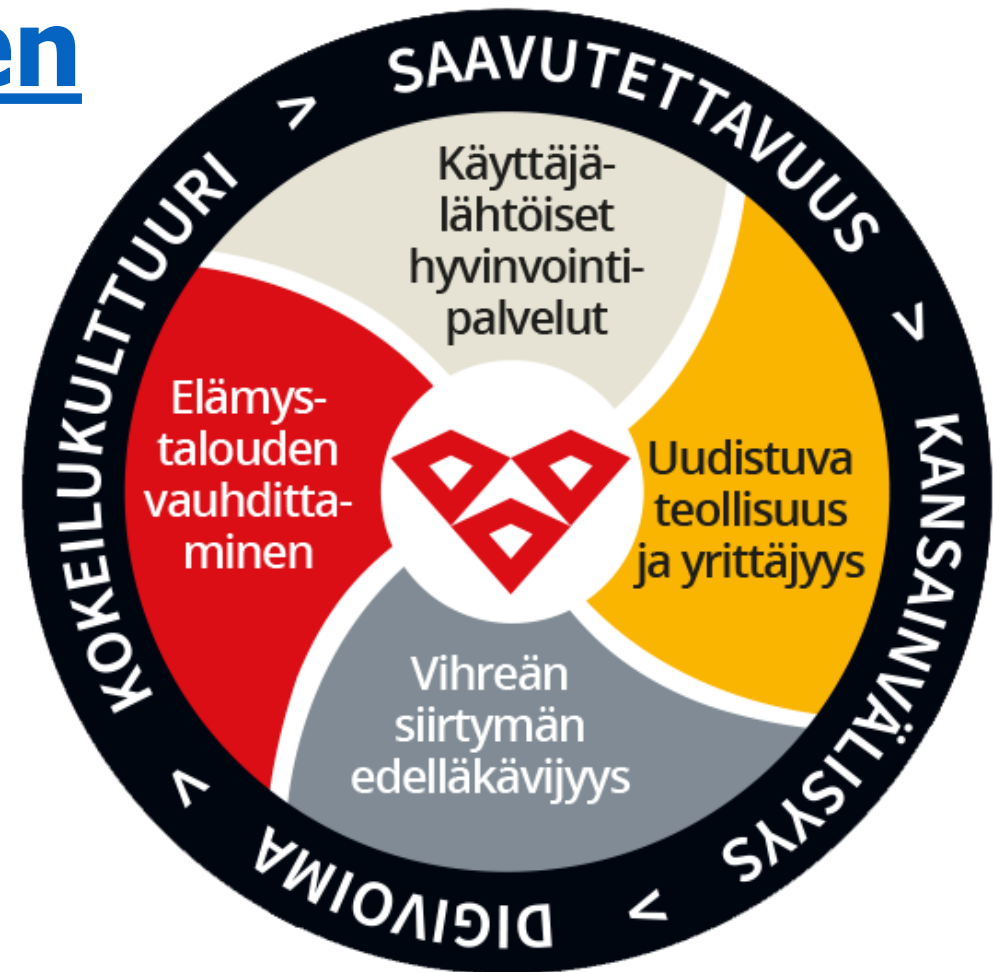 en
SAAVUTETTAVUUS > KANSAINVÄLISYYS > DIGIVOIMA > KOKEILUKULTTUURI >
Käyttäjä-
lähtöiset
hyvinvointi-
palvelut
Elämys-
talouden
vauhditta-
minen
Uudistuva
teollisuus
ja yrittäjyys
Vihreän
siirtymän
edelläkävijyys